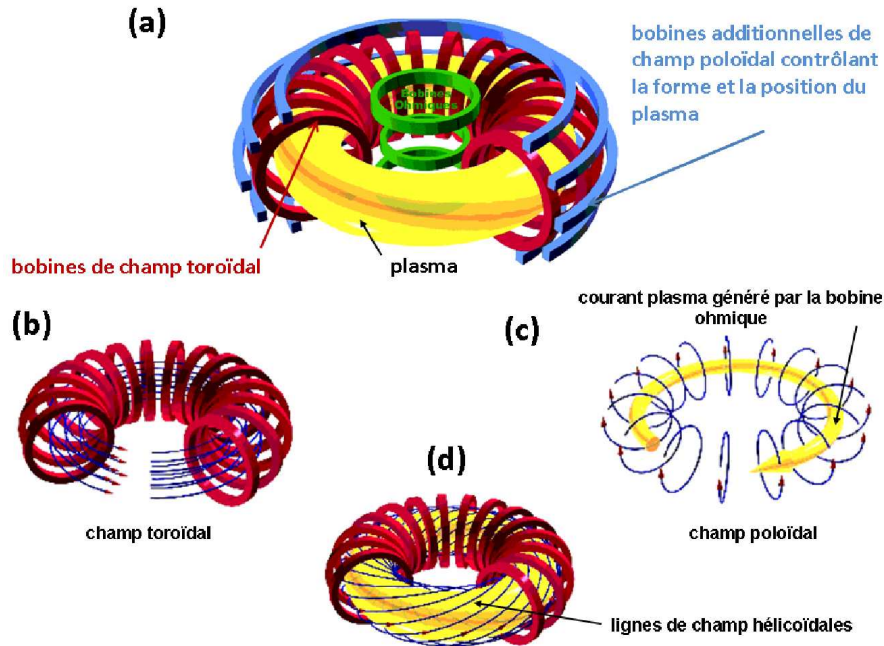 (a)
bobines additionnelles de
champ poloïdal contrôlant
la forme et la position du
plasma
Bobines
Ohmiques
bobines de champ toroïdal
plasma
(b)
champ toroïdal
(c)
courant plasma généré par la bobine
ohmique
champ poloïdal
(d)
lignes de champ hélicoïdales